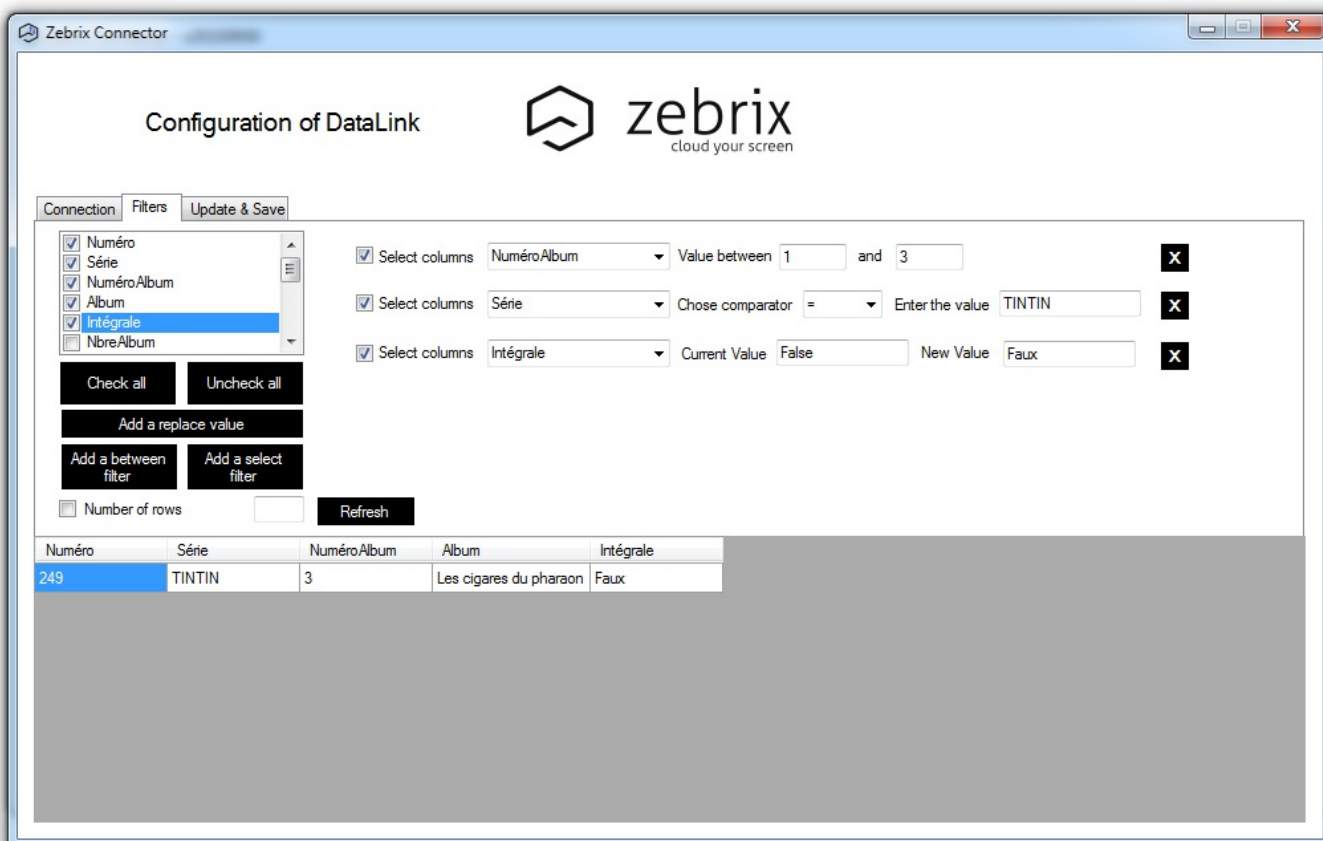 Zebrix Connector
X
Configuration of DataLink
zebrix
cloud your screen
Connection Filters Update & Save
Numéro
Série
NuméroAlbum
Album
Intégrale
NbreAlbum
Select columns NuméroAlbum Value between 1 and 3 X
Select columns Série Chose comparator = Enter the value TINTIN X
Select columns Intégrale Current Value False New Value Faux X
Check all Uncheck all
Add a replace value
Add a between filter
Add a select filter
Number of rows Refresh
Numéro Série NuméroAlbum Album Intégrale
249 TINTIN 3 Les cigares du pharaon Faux